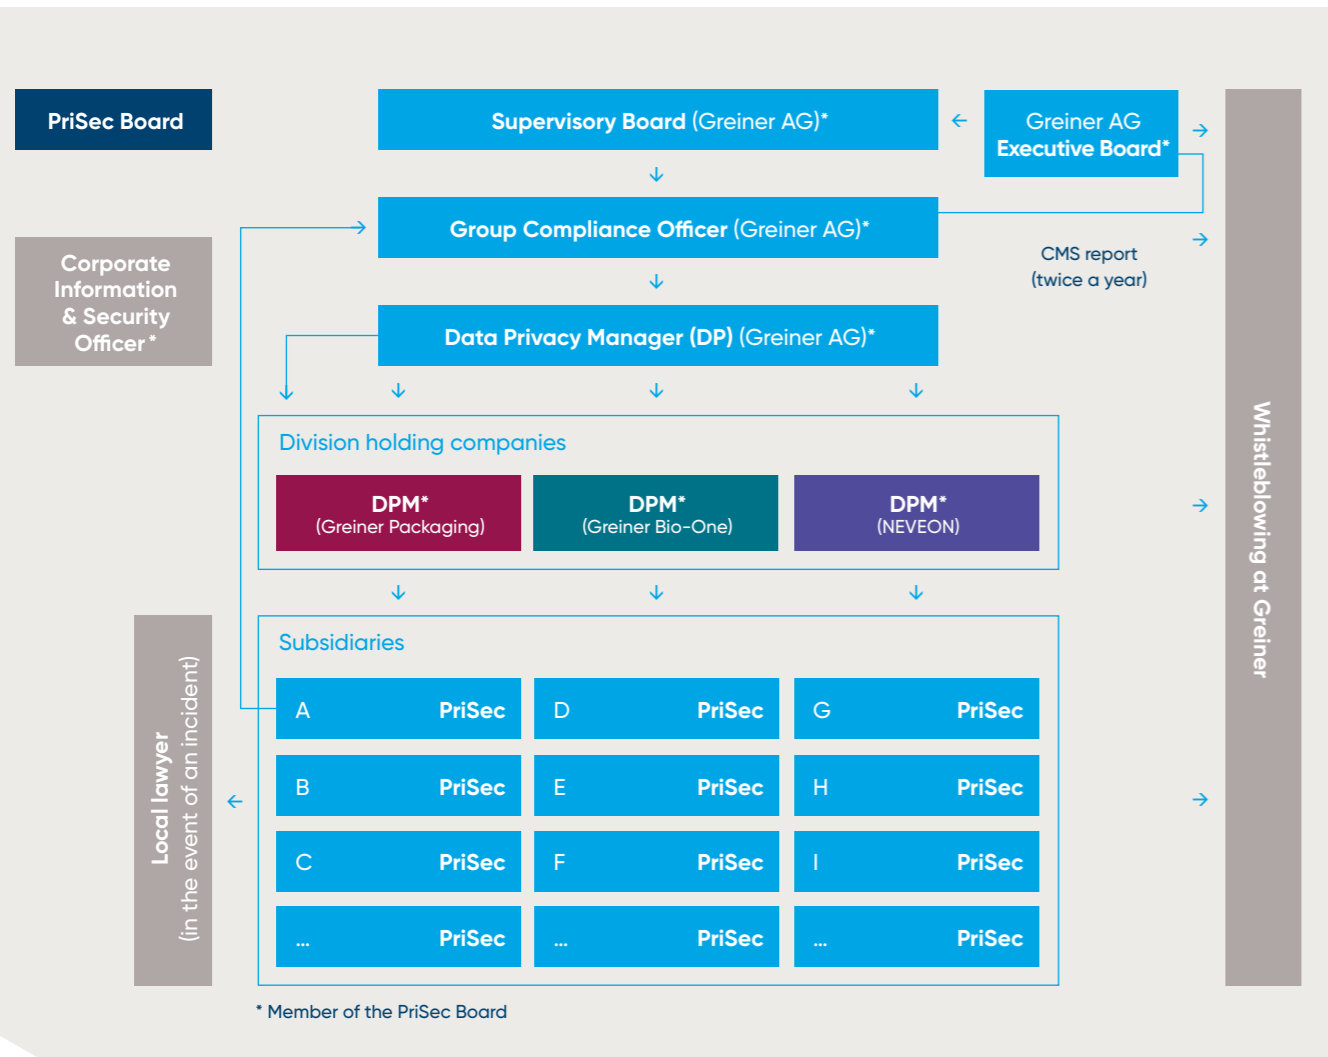 PriSec Board
Supervisory Board (Greiner AG)*
Greiner AG
Executive Board*
Group Compliance Officer (Greiner AG)*
CMS report
(twice a year)
Corporate
Information
& Security
Officer*
Data Privacy Manager (DP) (Greiner AG)*
Division holding companies
DPM*
(Greiner Packaging)
DPM*
(Greiner Bio-One)
DPM*
(NEVEON)
Whistleblowing at Greiner
Local lawyer
(in the event of an incident)
Subsidiaries
A PriSec
D PriSec
G PriSec
B PriSec
E PriSec
H PriSec
C PriSec
F PriSec
I PriSec
... PriSec
... PriSec
... PriSec
* Member of the PriSec Board